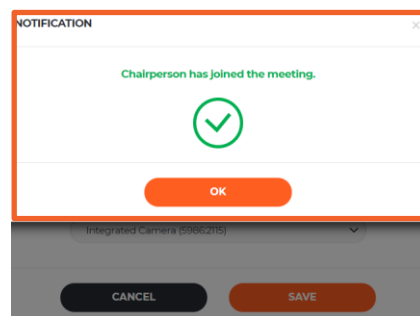 NOTIFICATION
Chairperson has joined the meeting.
OK
Integrated Camera (5986:2115)
CANCEL
SAVE